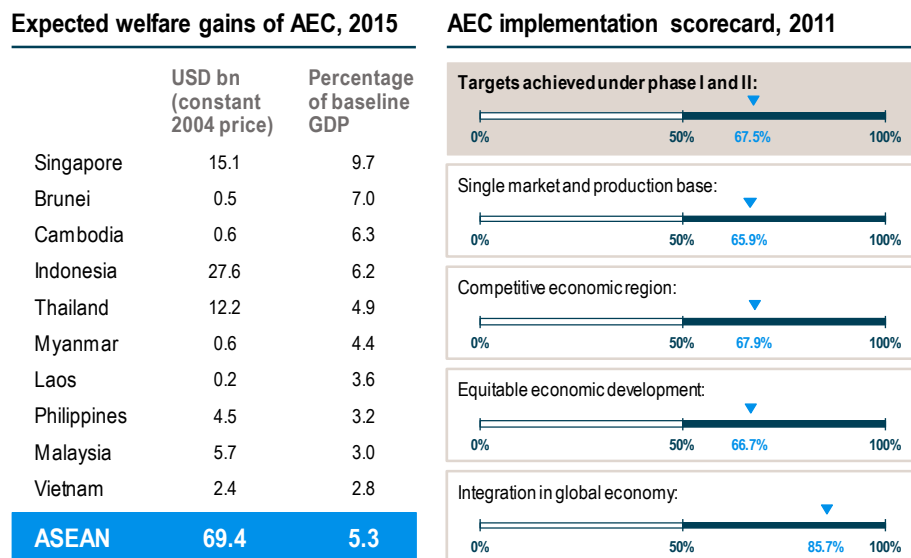 Expected welfare gains of AEC, 2015
USD bn
(constant
2004 price)
Percentage
of baseline
GDP
Singapore 15.1 9.7
Brunei 0.5 7.0
Cambodia 0.6 6.3
Indonesia 27.6 6.2
Thailand 12.2 4.9
Myanmar 0.6 4.4
Laos 0.2 3.6
Philippines 4.5 3.2
Malaysia 5.7 3.0
Vietnam 2.4 2.8
ASEAN 69.4 5.3
AEC implementation scorecard, 2011
Targets achieved under phase I and II:
0% 50% 67.5% 100%
Single market and production base:
0% 50% 65.9% 100%
Competitive economic region:
0% 50% 67.9% 100%
Equitable economic development:
0% 50% 66.7% 100%
Integration in global economy:
0% 50% 85.7% 100%